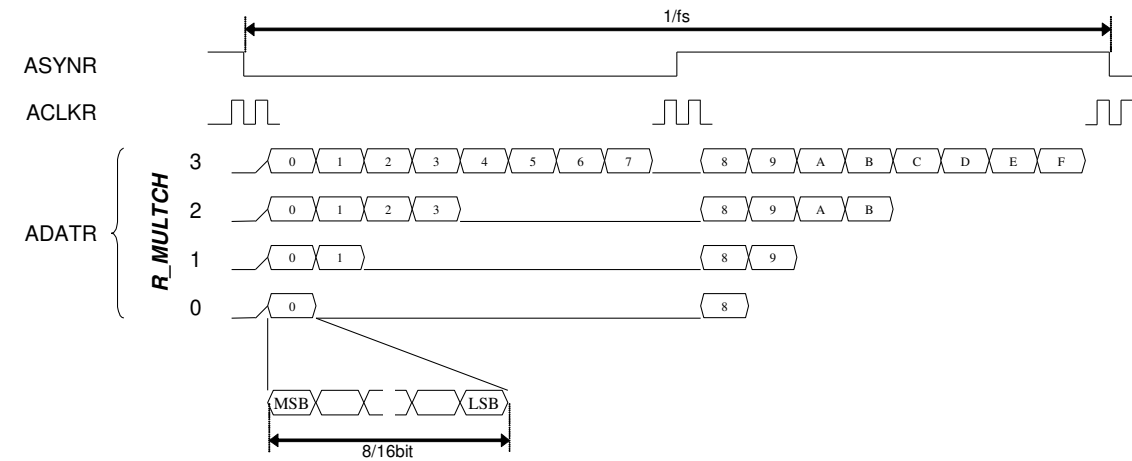 1/fs
ASYNR
ACLKR
3 0 1 2 3 4 5 6 7 8 9 A B C D E F
2 0 1 2 3 8 9 A B
ADATR R_MULTCH
1 0 1 8 9
0 0 8
MSB LSB
8/16bit